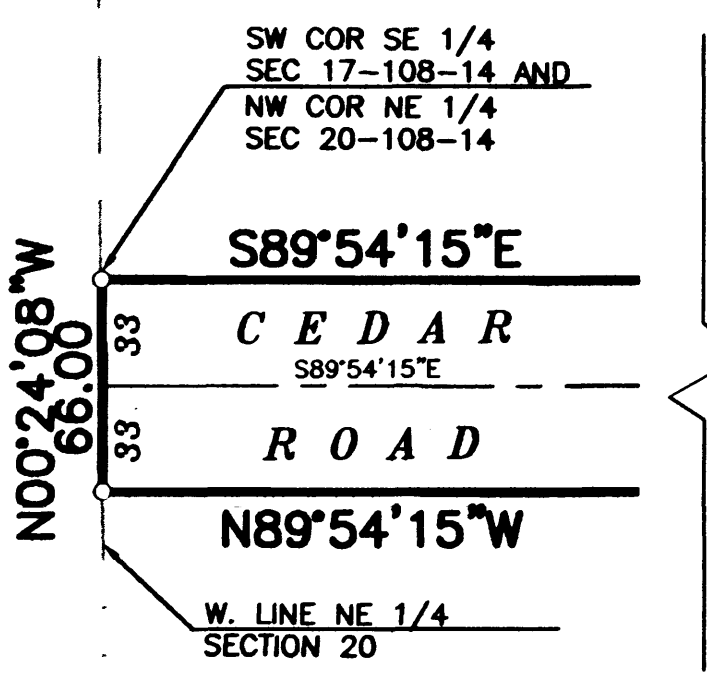 SW COR SE 1/4
SEC 17-108-14 AND
NW COR NE 1/4
SEC 20-108-14
S89°54'15"E
N00°24'08"W
66.00
33
CEDAR
S89°54'15"E
33
ROAD
N89°54'15"W
W. LINE NE 1/4
SECTION 20